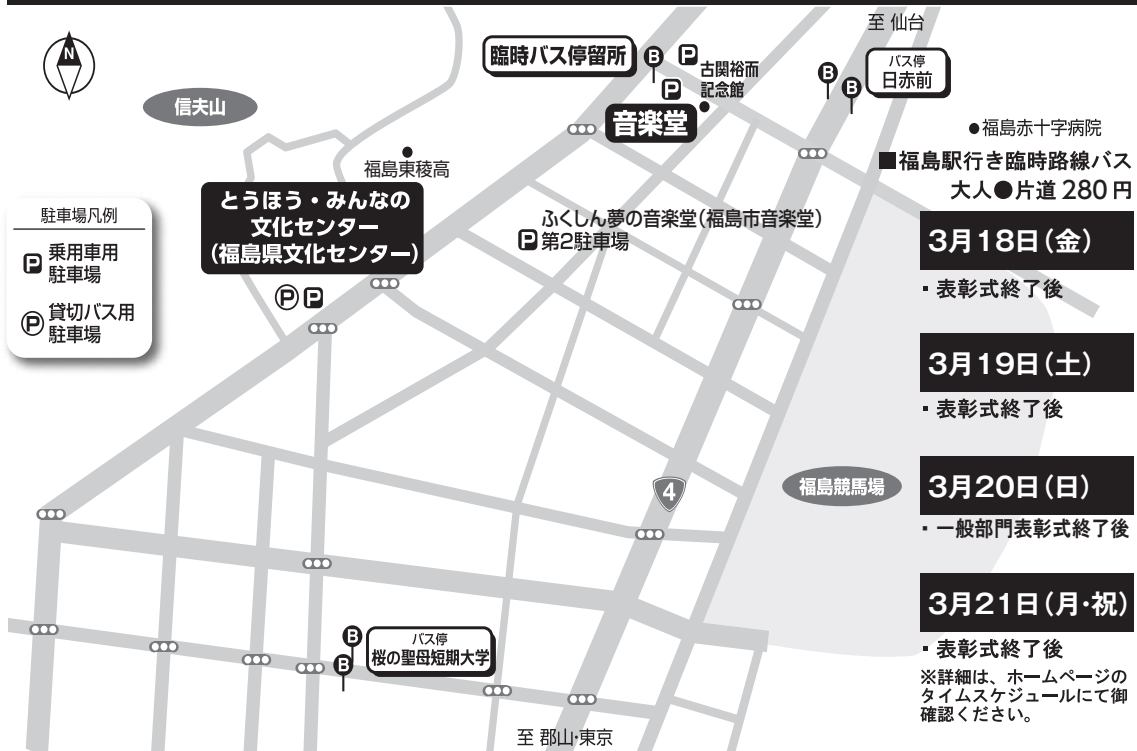 至 仙台
N
臨時バス停留所
B
P
古関裕而
記念館
P
音楽堂
B
B
バス停
日赤前
信夫山
●福島赤十字病院
■福島駅行き臨時路線バス
大人●片道280円
福島東稜高
とうほう・みんなの
文化センター
(福島県文化センター)
P P
ふくしん夢の音楽堂(福島市音楽堂)
P 第2駐車場
駐車場凡例
P 乗用車用
駐車場
P 貸切バス用
駐車場
3月18日(金)
・表彰式終了後
3月19日(土)
・表彰式終了後
福島競馬場
4
3月20日(日)
・一般部門表彰式終了後
3月21日(月・祝)
・表彰式終了後
※詳細は、ホームページの
タイムスケジュールにて御
確認ください。
B
B
バス停
桜の聖母短期大学
至 郡山・東京